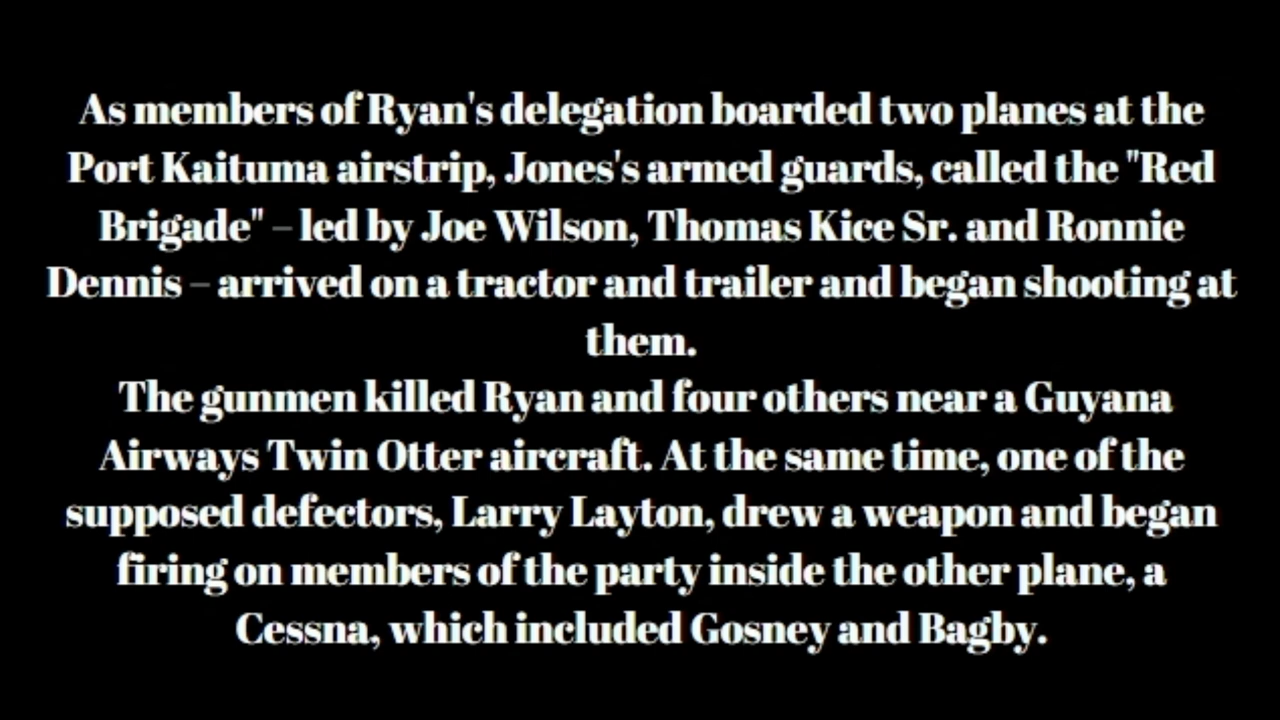 As members of Ryan's delegation boarded two planes at the
Port Kaituma airstrip, Jones's armed guards, called the "Red
Brigade" – led by Joe Wilson, Thomas Kice Sr. and Ronnie
Dennis – arrived on a tractor and trailer and began shooting at
them.
The gunmen killed Ryan and four others near a Guyana
Airways Twin Otter aircraft. At the same time, one of the
supposed defectors, Larry Layton, drew a weapon and began
firing on members of the party inside the other plane, a
Cessna, which included Gosney and Bagby.